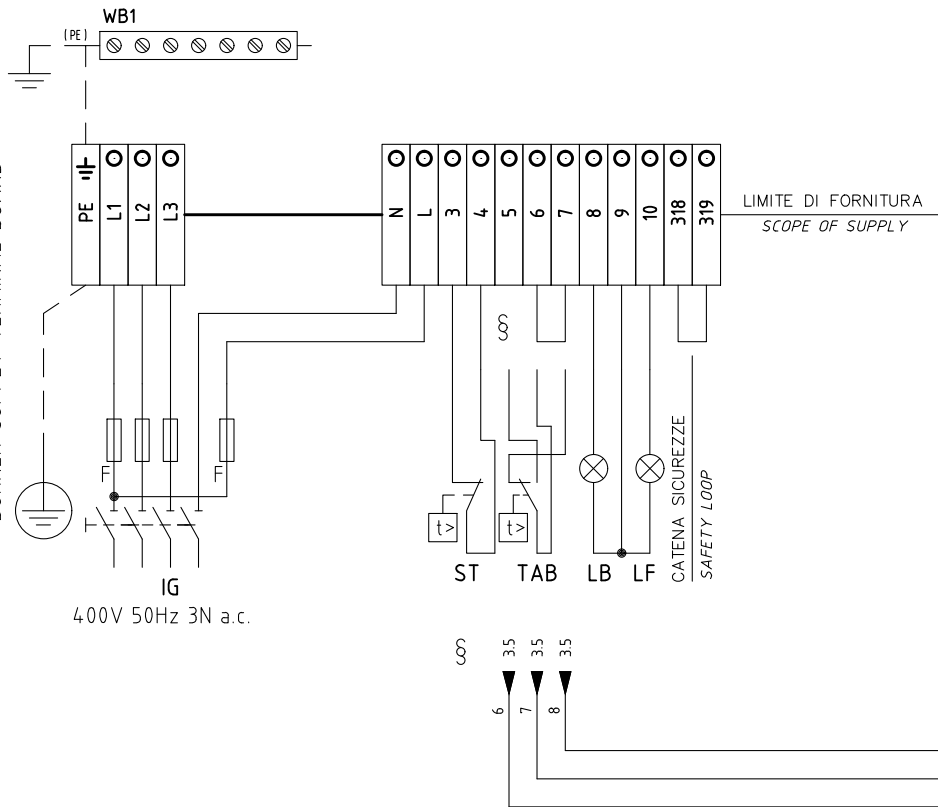 WB1
(PE)
PE L1 L2 L3
N L 3 4 5 6 7 8 9 10 318 319
LIMITE DI FORNITURA
SCOPE OF SUPPLY
§
F F
t> t>
CATENA SICUREZZE
SAFETY LOOP
ST TAB LB LF
IG
400V 50Hz 3N a.c.
§ 3.5 3.5 3.5
6 7 8